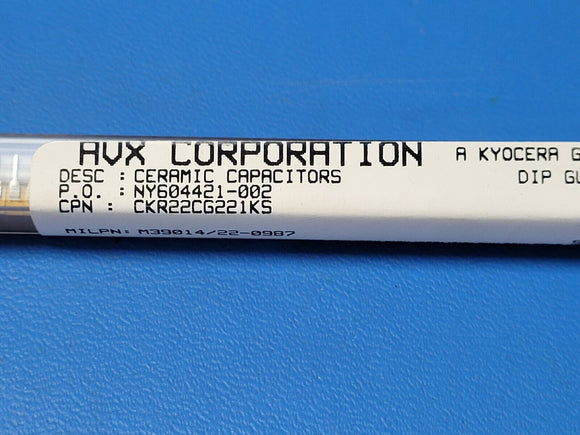 AVX CORPORATION A KYOCERA G
DESC : CERAMIC CAPACITORS DIP GU
P.O. : NY604421-002
CPN : CKR22CG221KS
MILPN: M39014/22-0987